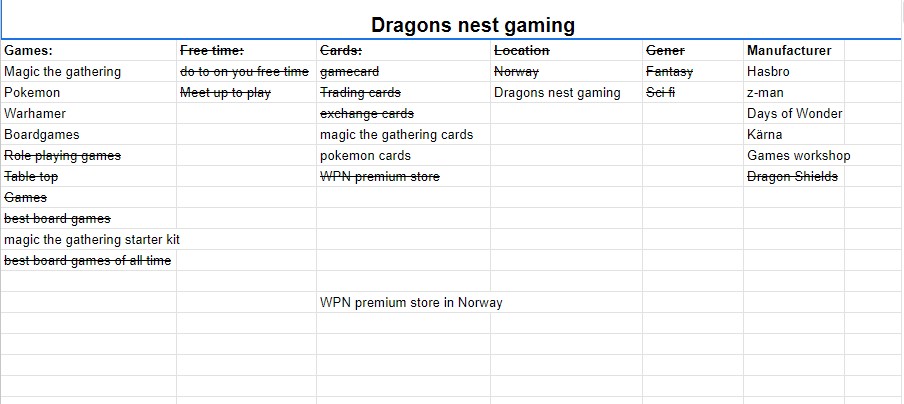 Dragons nest gaming
Games: Free time: Cards: Location Gener Manufacturer
Magic the gathering do to on you free time gamecard Norway Fantasy Hasbro
Pokemon Meet up to play Trading cards Dragons nest gaming Sci fi z-man
Warhamer exchange cards Days of Wonder
Boardgames magic the gathering cards Kärna
Role playing games pokemon cards Games workshop
Table top WPN premium store Dragon Shields
Games
best board games
magic the gathering starter kit
best board games of all time
WPN premium store in Norway